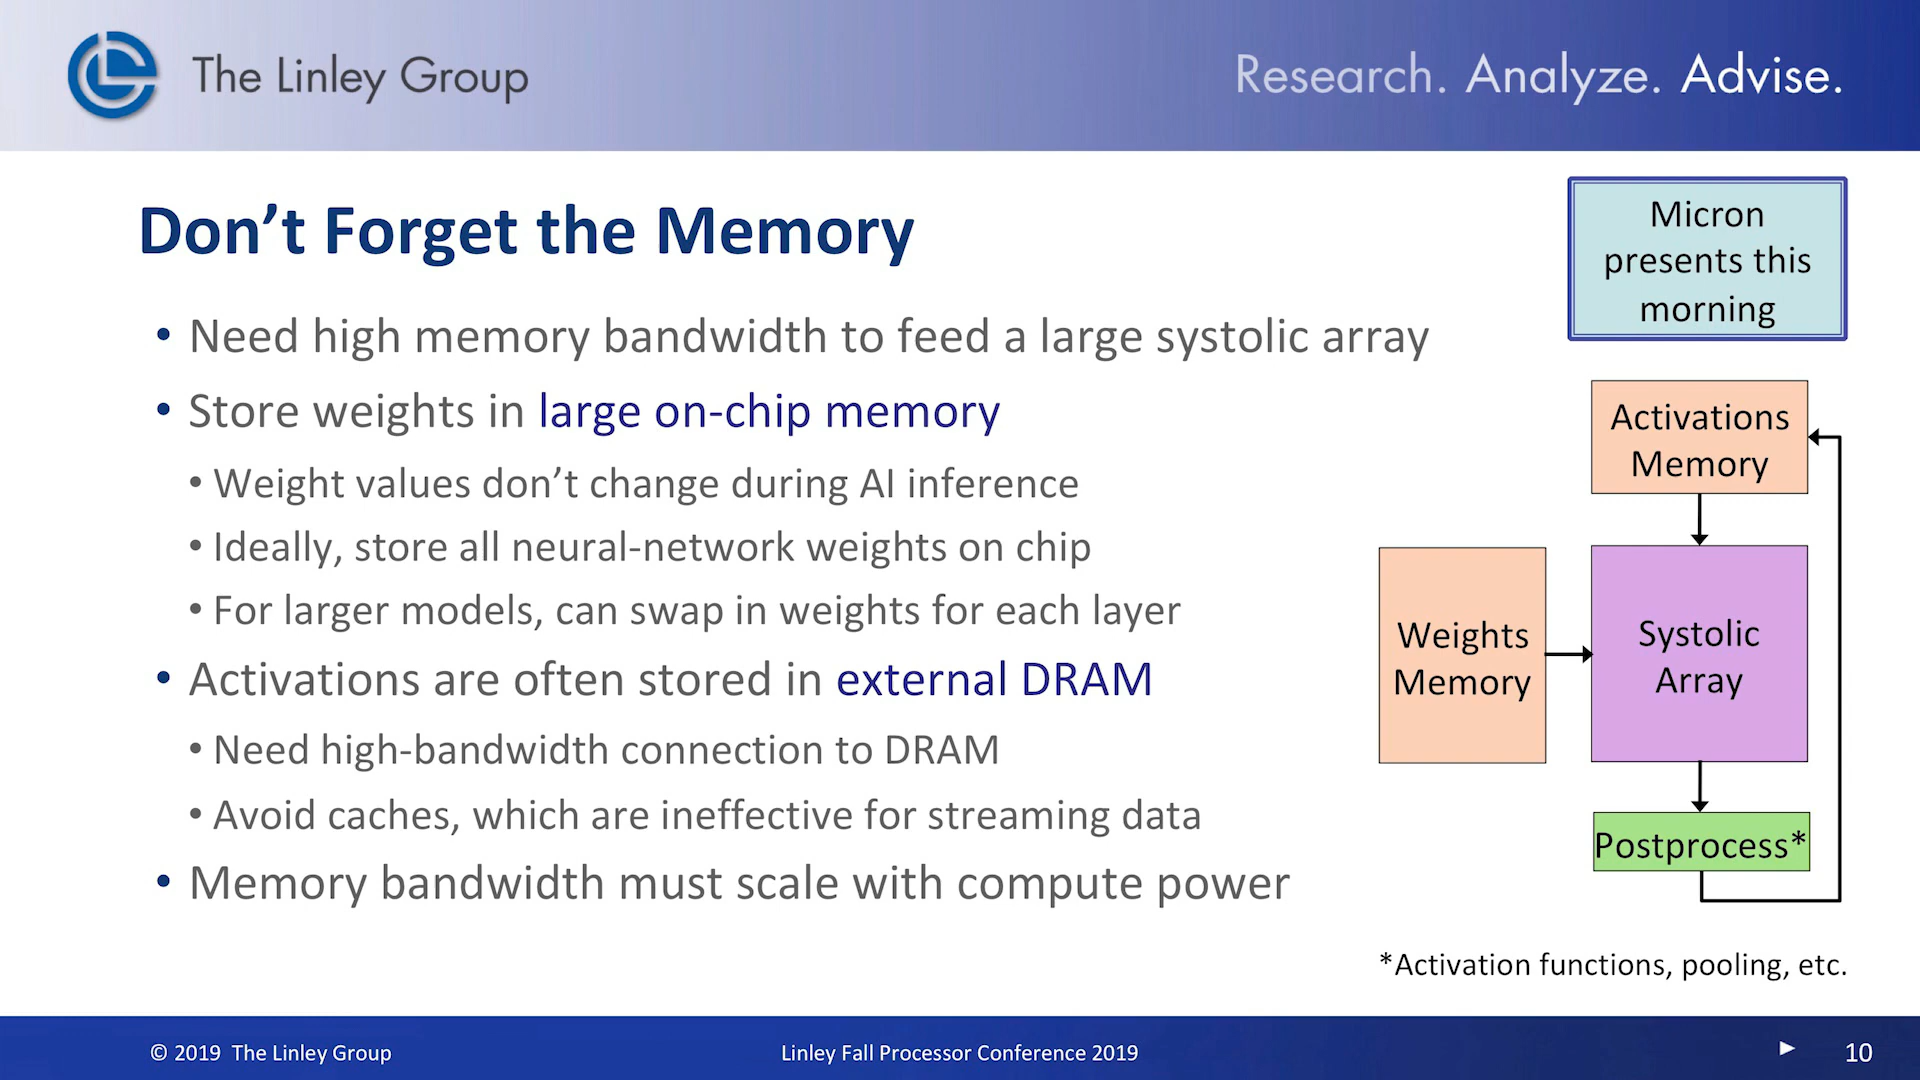 The Linley Group
Research. Analyze. Advise.
Don’t Forget the Memory
Micron
presents this
morning
• Need high memory bandwidth to feed a large systolic array
• Store weights in large on-chip memory
• Weight values don’t change during AI inference
• Ideally, store all neural-network weights on chip
• For larger models, can swap in weights for each layer
• Activations are often stored in external DRAM
• Need high-bandwidth connection to DRAM
• Avoid caches, which are ineffective for streaming data
• Memory bandwidth must scale with compute power
Activations
Memory
Weights
Memory
Systolic
Array
Postprocess*
*Activation functions, pooling, etc.
© 2019 The Linley Group
Linley Fall Processor Conference 2019
10